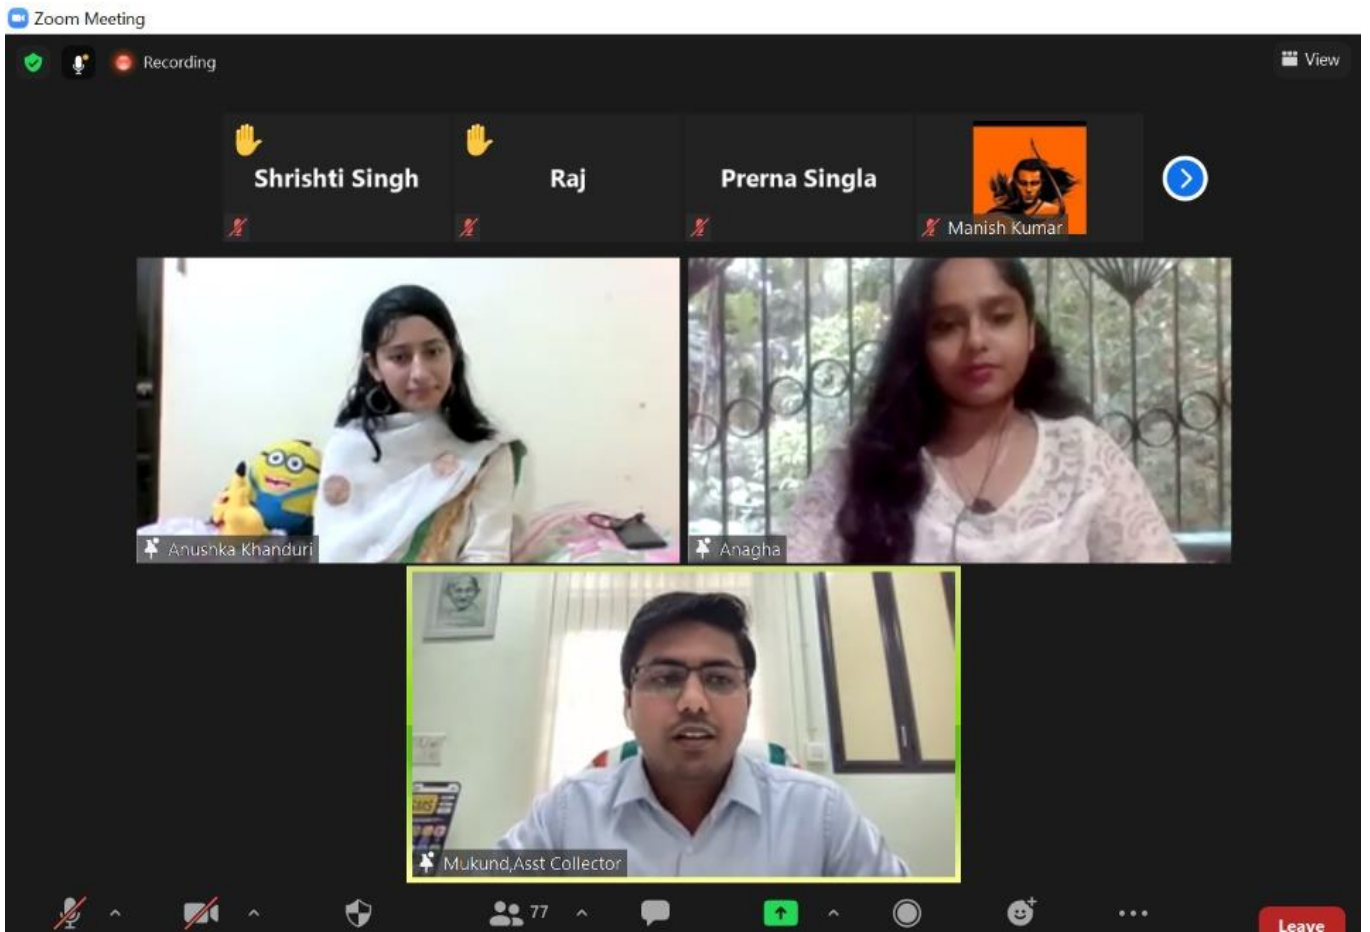 Zoom Meeting
Recording
View
Shrishti Singh
Raj
Prerna Singla
Manish Kumar
Anushka Khanduri
Anagha
Mukund,Asst Collector
77
Leave